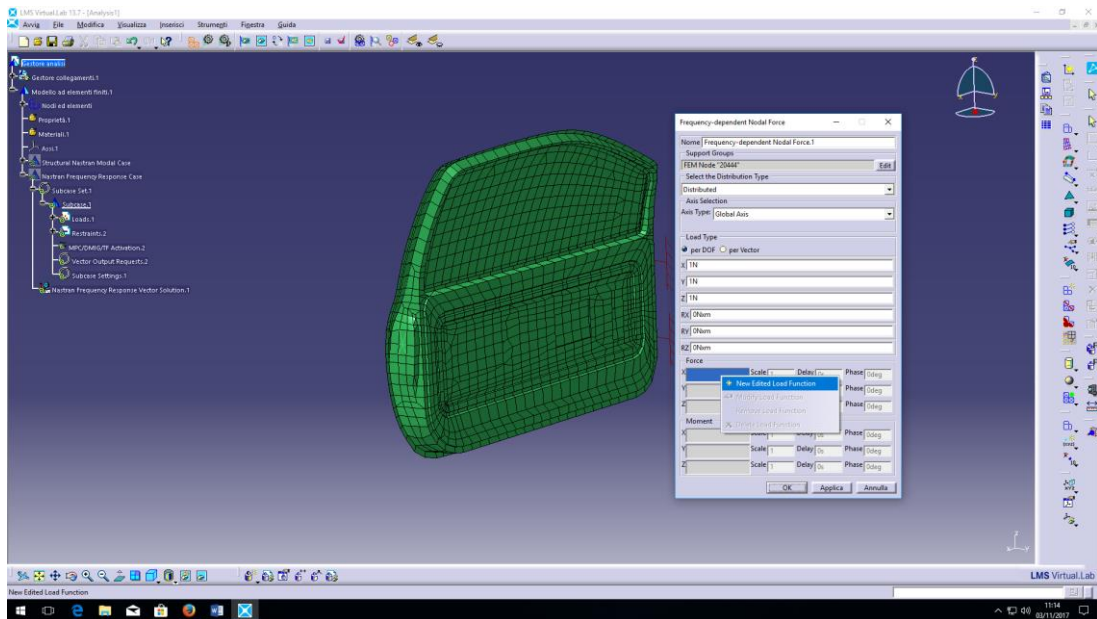 LMS Virtual.Lab 13.7 - [Analysis1]
Avvia File Modifica Visualizza Inserisci Strumenti Finestra Guida
Gestore analisi
Gestore collegamenti.1
Modello ad elementi finiti.1
Nodi ed elementi
Proprietà.1
Materiali.1
Assi.1
Structural Nastran Modal Case
Nastran Frequency Response Case
Subcase Set.1
Subcase.1
Loads.1
Restraints.2
MPC/DMIG/TF Activation.2
Vector Output Requests.2
Subcase Settings.1
Nastran Frequency Response Vector Solution.1
Frequency-dependent Nodal Force
Name Frequency-dependent Nodal Force.1
Support Groups
FEM Node "20444" Edit
Select the Distribution Type
Distributed
Axis Selection
Axis Type: Global Axis
Load Type
per DOF per Vector
X 1N
Y 1N
Z 1N
RX 0Nxm
RY 0Nxm
RZ 0Nxm
Force
X Scale 1 Delay 0s Phase 0deg
New Edited Load Function
Y Phase 0deg
Modify Load Function
Z Phase 0deg
Remove Load Function
Moment
Delete Load Function
X Scale 1 Delay 0s Phase 0deg
Y Scale 1 Delay 0s Phase 0deg
Z Scale 1 Delay 0s Phase 0deg
OK Applica Annulla
z
x y
LMS Virtual.Lab
New Edited Load Function
11:14
03/11/2017